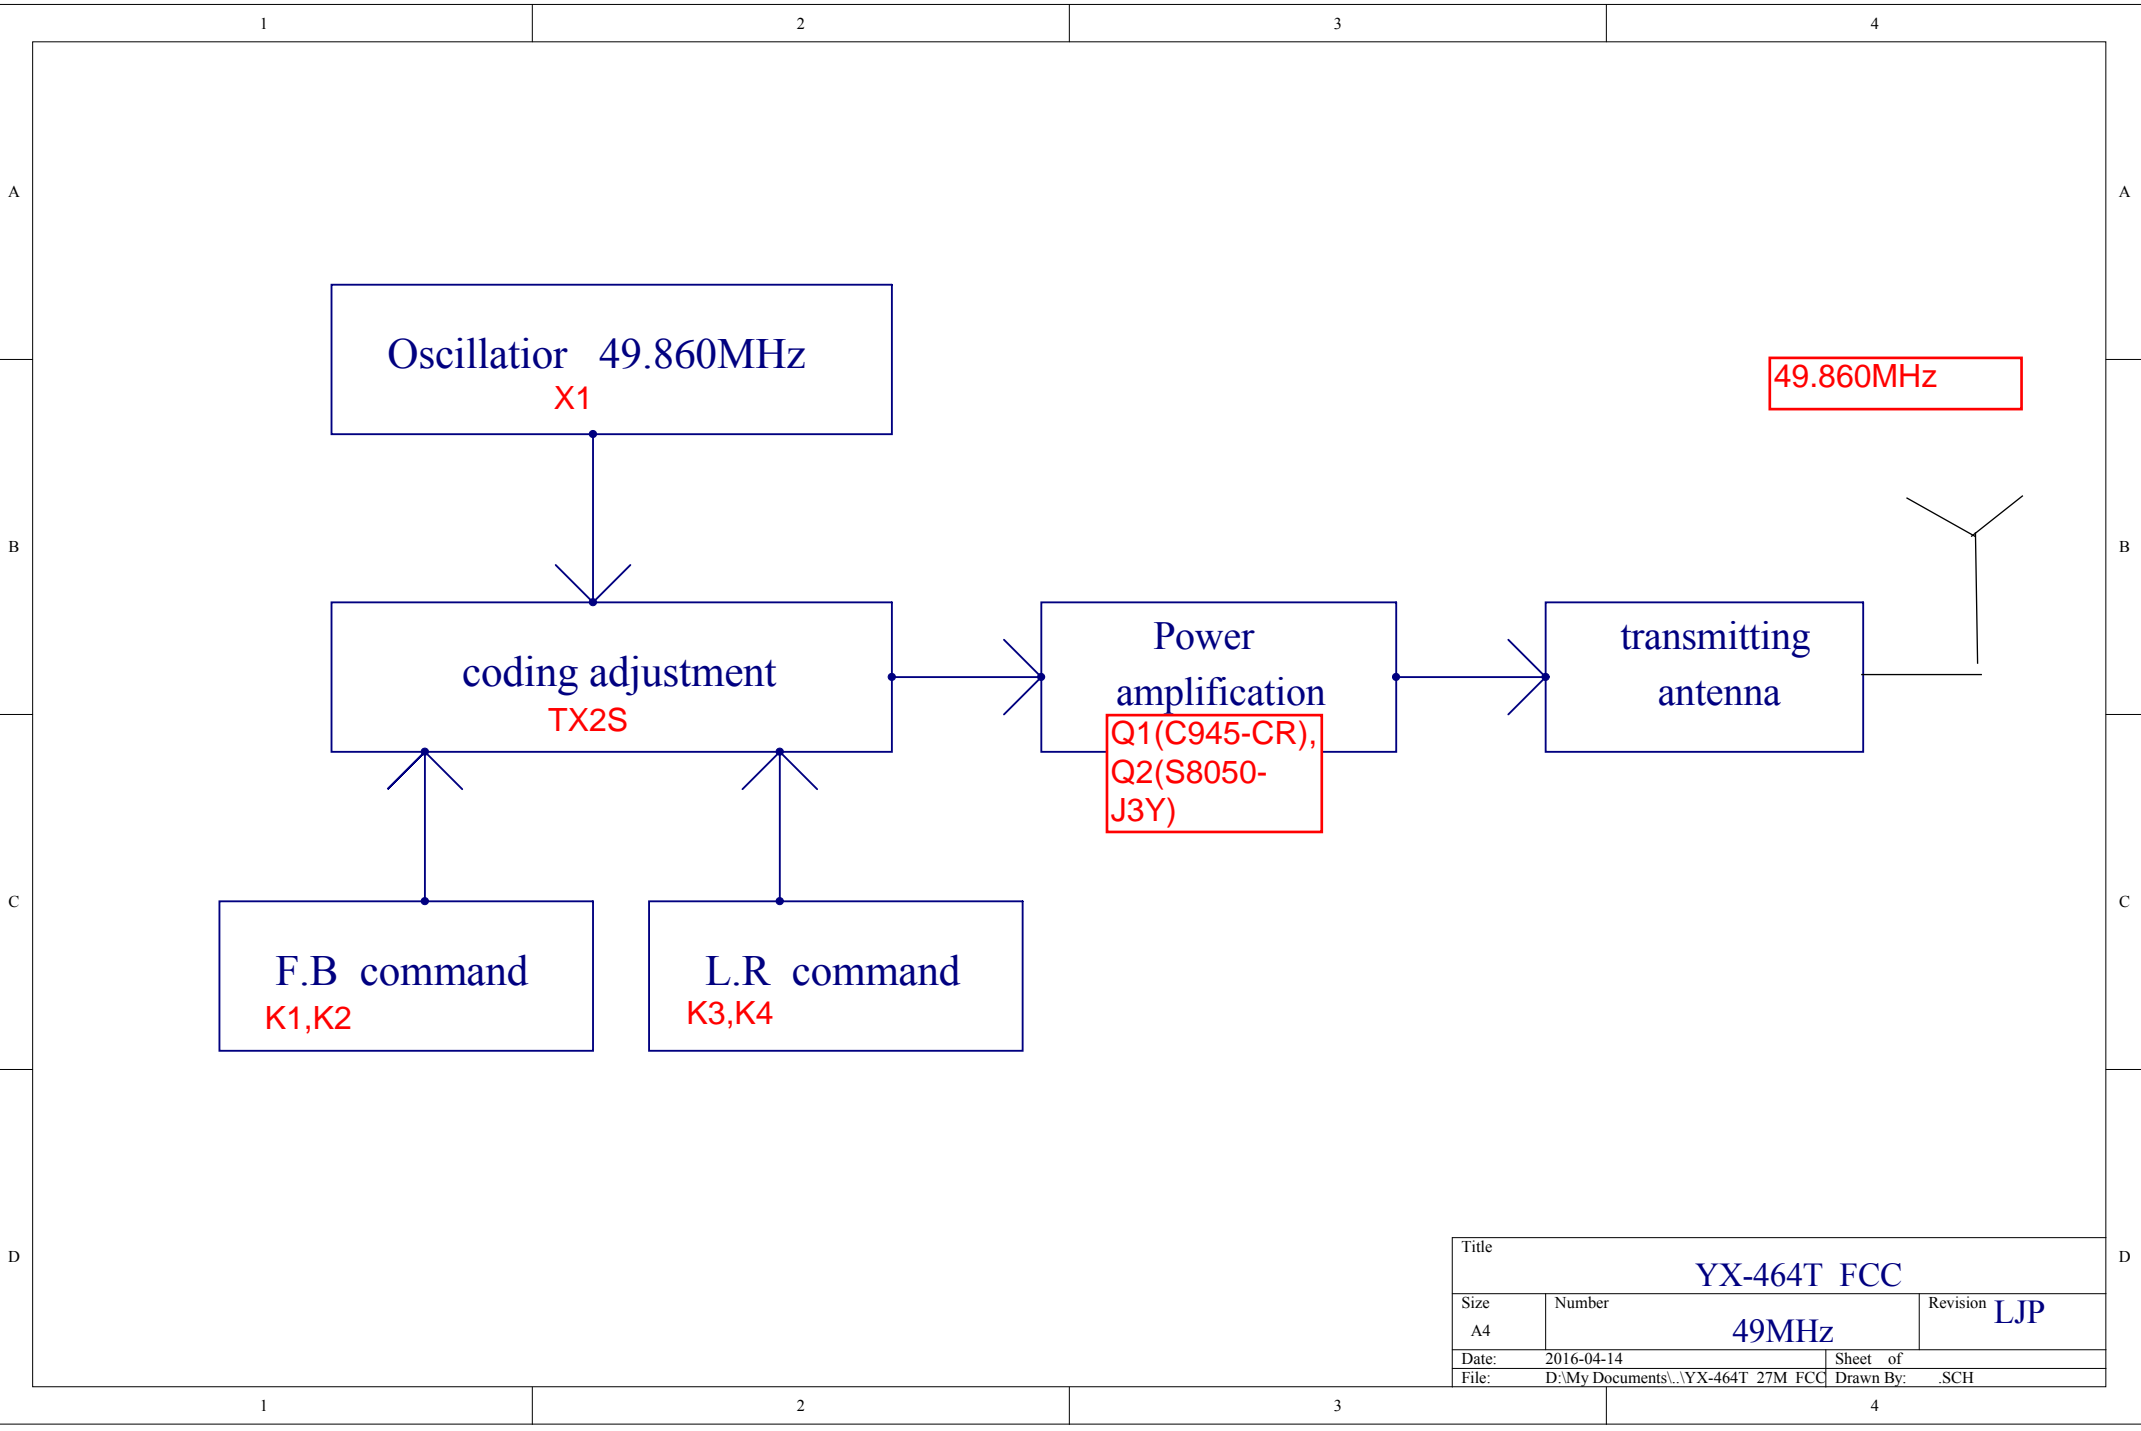 1 2 3 4
A A
Oscillatior 49.860MHz
X1
49.860MHz
B B
coding adjustment
TX2S
Power
amplification
Q1(C945-CR),
Q2(S8050-
J3Y)
transmitting
antenna
C C
F.B command
K1,K2
L.R command
K3,K4
D D
Title
YX-464T FCC
Size Number Revision LJP
A4 49MHz
Date: 2016-04-14 Sheet of
File: D:\My Documents\..\YX-464T 27M FCC Drawn By: .SCH
1 2 3 4